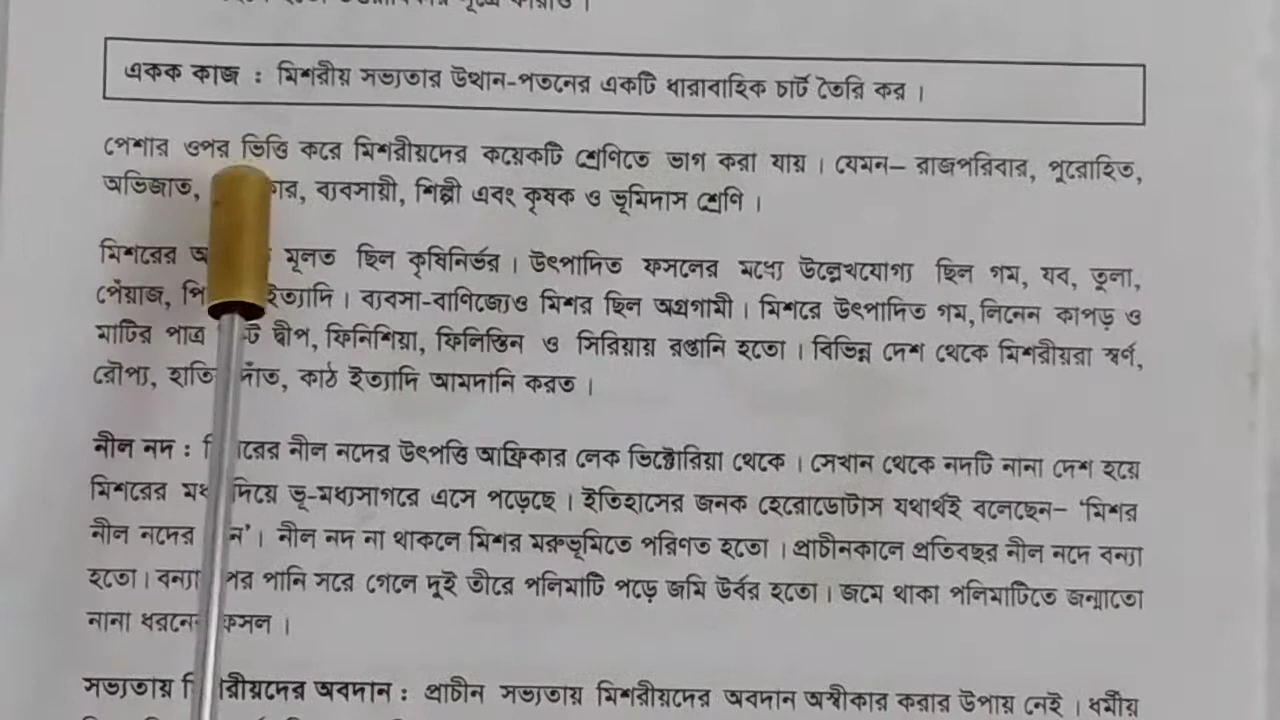 একক কাজ : মিশরীয় সভ্যতার উত্থান-পতনের একটি ধারাবাহিক চার্ট তৈরি কর ।
পেশার ওপর ভিত্তি করে মিশরীয়দের কয়েকটি শ্রেণিতে ভাগ করা যায় । যেমন– রাজপরিবার, পুরোহিত,
অভিজাত, ব্যবসায়ী, শিল্পী এবং কৃষক ও ভূমিদাস শ্রেণি ।
মিশরের মূলত ছিল কৃষিনির্ভর । উৎপাদিত ফসলের মধ্যে উল্লেখযোগ্য ছিল গম, যব, তুলা,
পেঁয়াজ, ইত্যাদি । ব্যবসা-বাণিজ্যেও মিশর ছিল অগ্রগামী । মিশরে উৎপাদিত গম, লিনেন কাপড় ও
মাটির পাত্র দ্বীপ, ফিনিশিয়া, ফিলিস্তিন ও সিরিয়ায় রপ্তানি হতো । বিভিন্ন দেশ থেকে মিশরীয়রা স্বর্ণ,
রৌপ্য, হাতির দাঁত, কাঠ ইত্যাদি আমদানি করত ।
নীল নদ : মিশরের নীল নদের উৎপত্তি আফ্রিকার লেক ভিক্টোরিয়া থেকে । সেখান থেকে নদটি নানা দেশ হয়ে
মিশরের মধ্য দিয়ে ভূ-মধ্যসাগরে এসে পড়েছে । ইতিহাসের জনক হেরোডোটাস যথার্থই বলেছেন– ‘মিশর
নীল নদের দান’ । নীল নদ না থাকলে মিশর মরুভূমিতে পরিণত হতো । প্রাচীনকালে প্রতিবছর নীল নদে বন্যা
হতো । বন্যার পর পানি সরে গেলে দুই তীরে পলিমাটি পড়ে জমি উর্বর হতো । জমে থাকা পলিমাটিতে জন্মাতো
নানা ধরনের ফসল ।
সভ্যতায় মিশরীয়দের অবদান : প্রাচীন সভ্যতায় মিশরীয়দের অবদান অস্বীকার করার উপায় নেই । ধর্মীয়